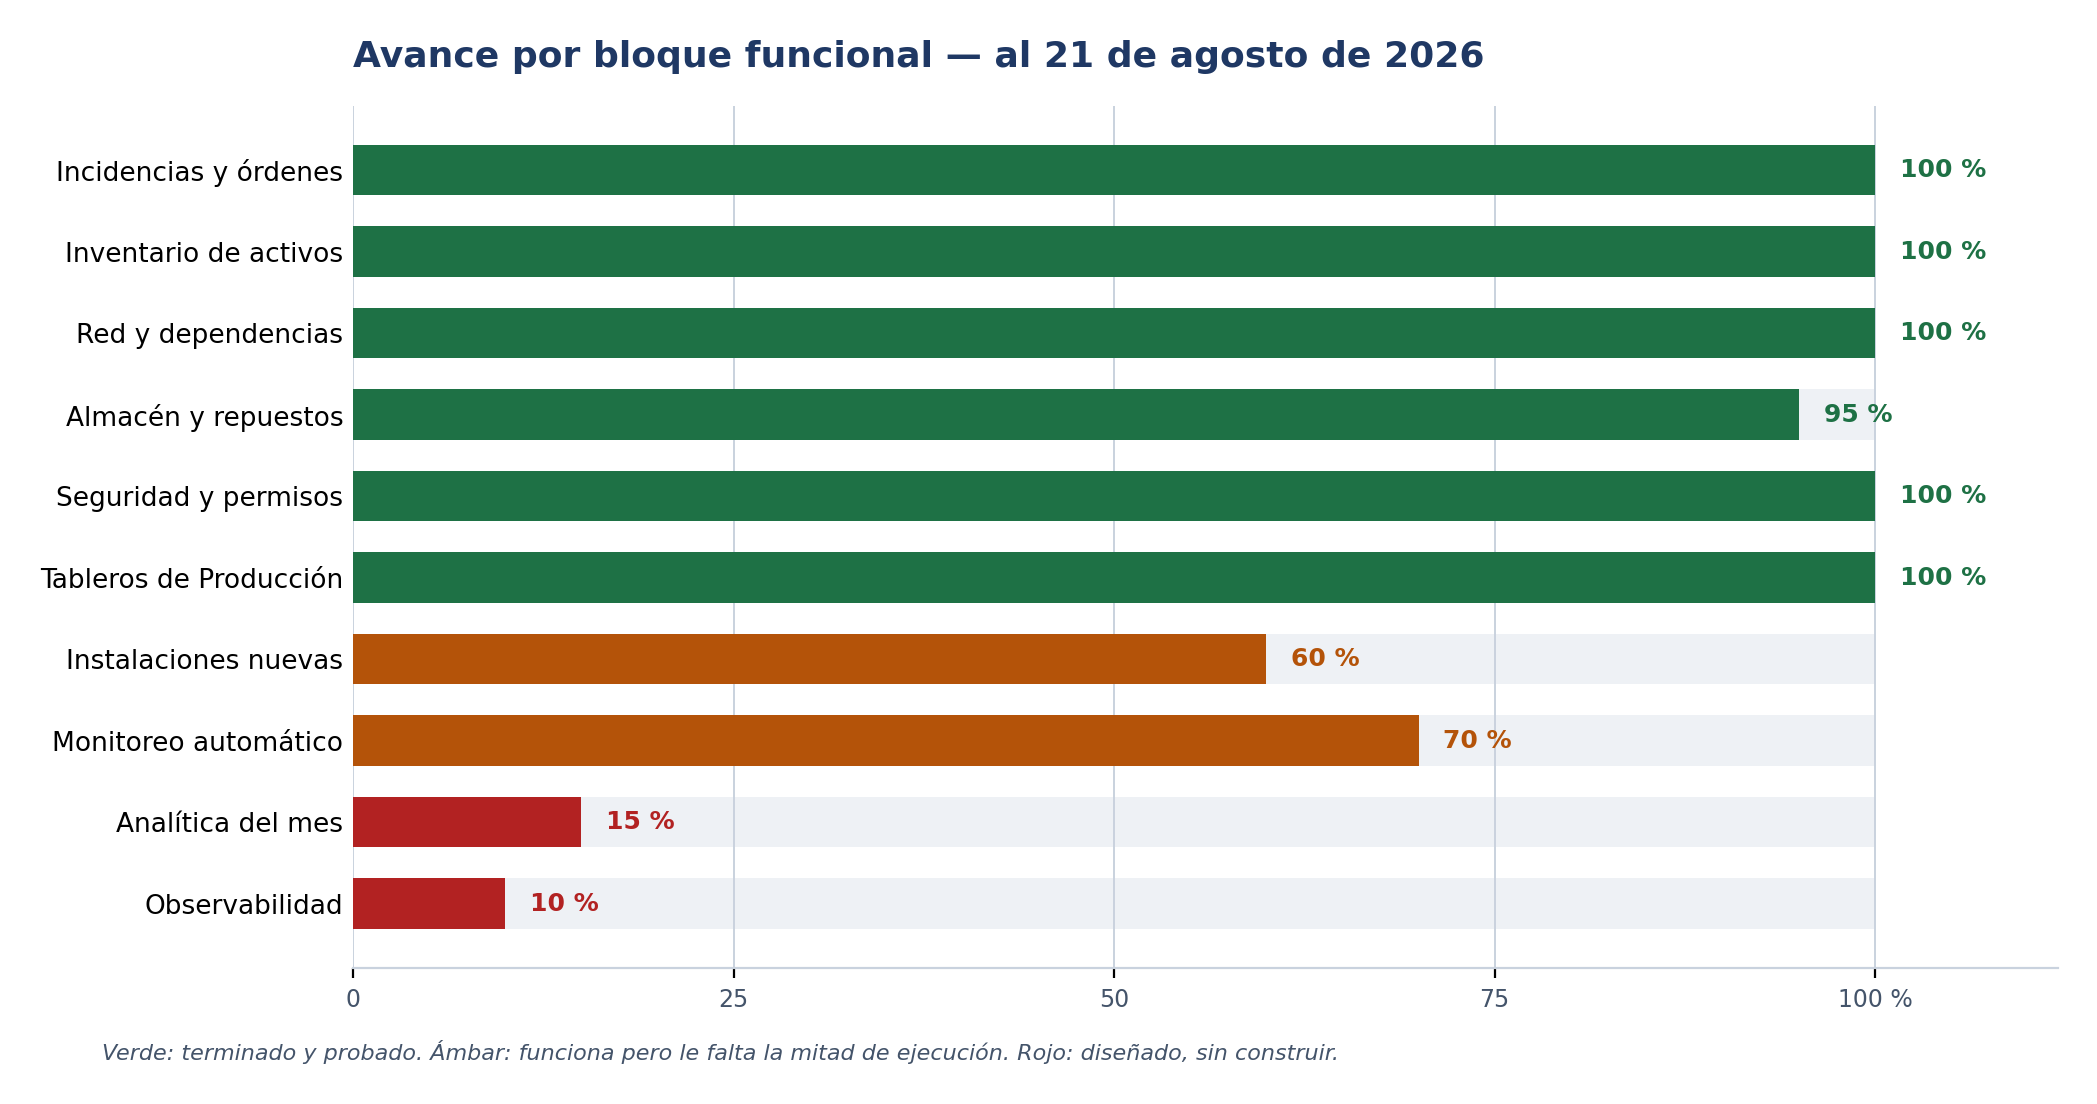 Avance por bloque funcional — al 21 de agosto de 2026
Incidencias y órdenes 100 %
Inventario de activos 100 %
Red y dependencias 100 %
Almacén y repuestos 95 %
Seguridad y permisos 100 %
Tableros de Producción 100 %
Instalaciones nuevas 60 %
Monitoreo automático 70 %
Analítica del mes 15 %
Observabilidad 10 %
0 25 50 75 100 %
Verde: terminado y probado. Ámbar: funciona pero le falta la mitad de ejecución. Rojo: diseñado, sin construir.